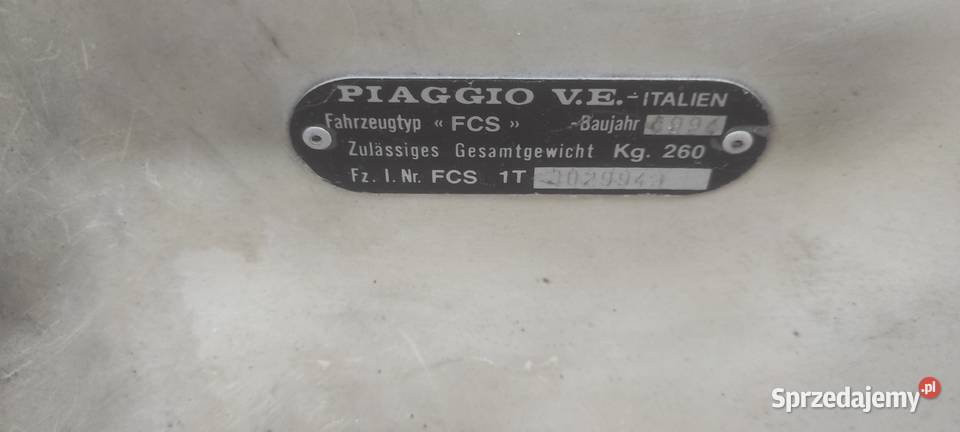 PIAGGIO V.E.-ITALIEN
Fahrzeugtyp « FCS » -Baujahr
Zulässiges Gesamtgewicht Kg. 260
Fz. I. Nr. FCS 1T
Sprzedajemy.pl